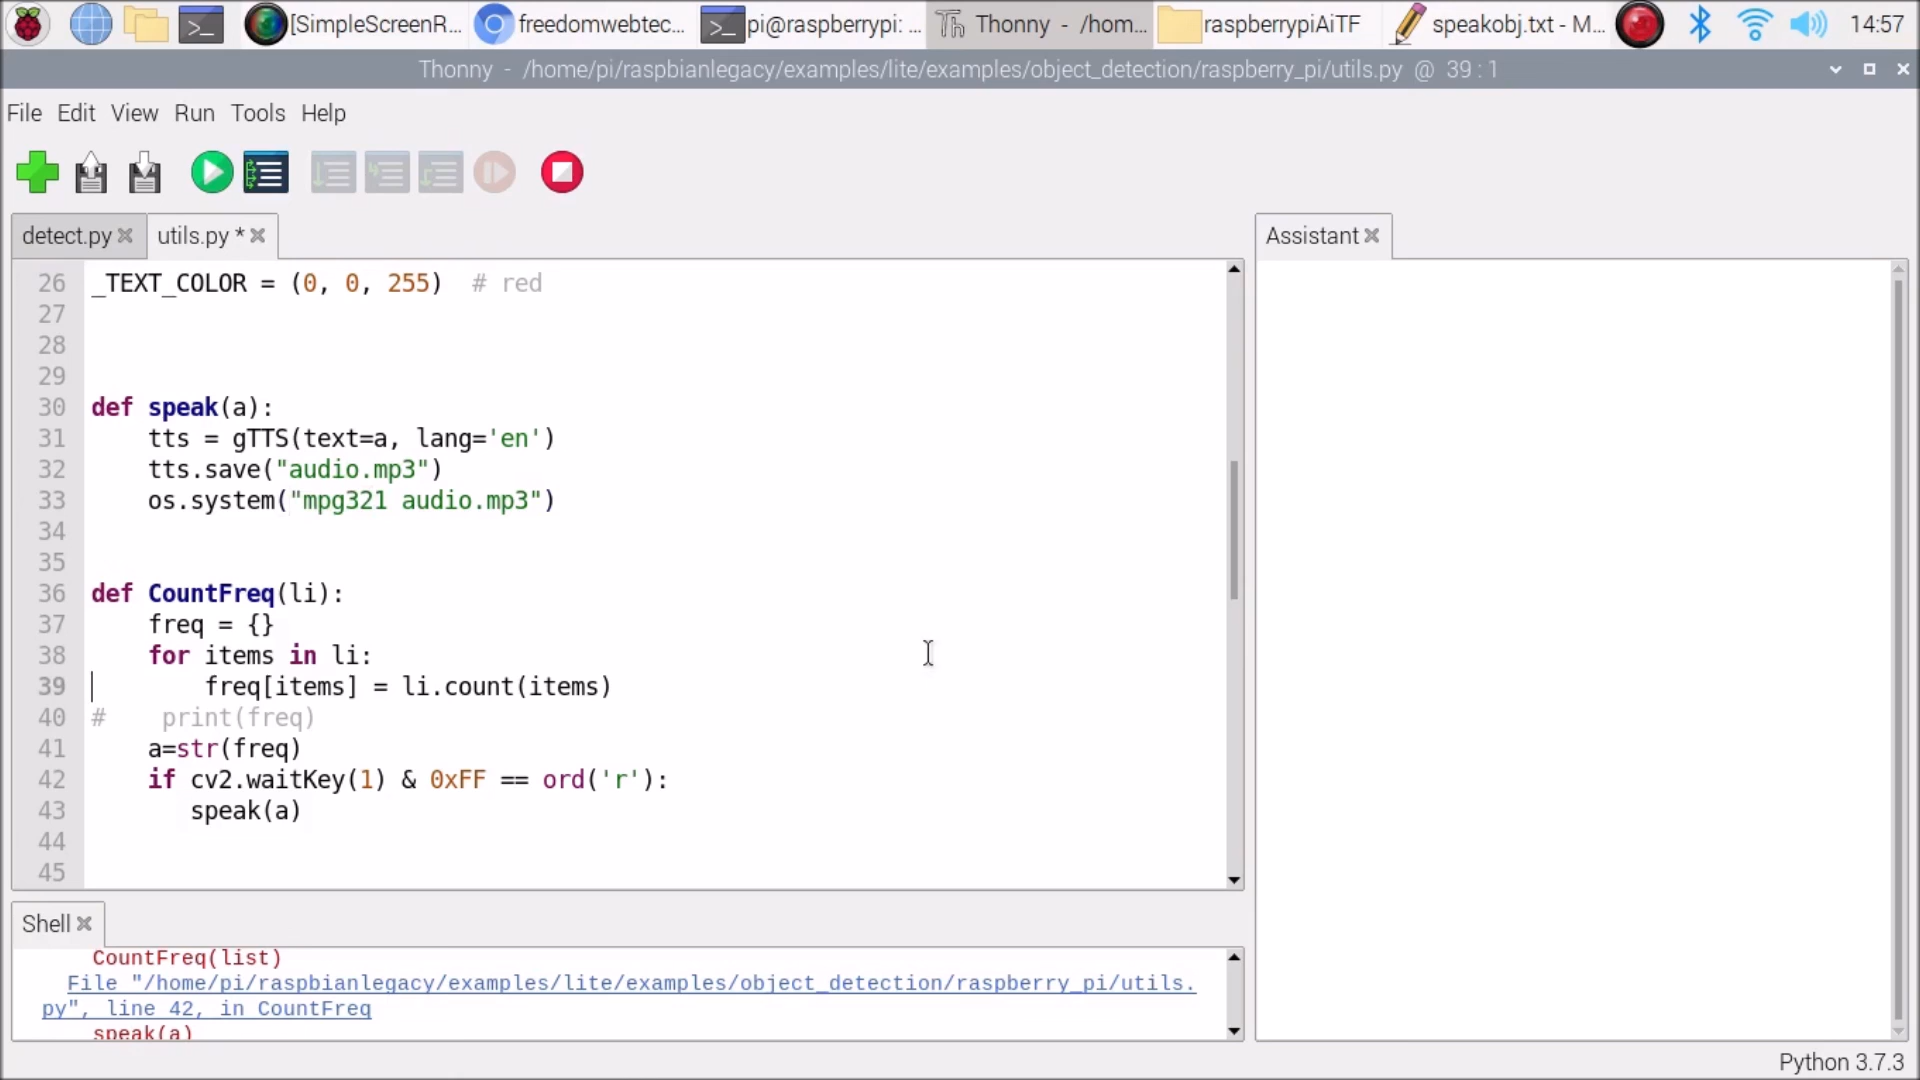 [SimpleScreenR...
freedomwebtec...
pi@raspberrypi: ...
Thonny - /hom...
raspberrypiAiTF
speakobj.txt - M...
14:57
Thonny - /home/pi/raspbianlegacy/examples/lite/examples/object_detection/raspberry_pi/utils.py @ 39:1
File Edit View Run Tools Help
detect.py
utils.py *
Assistant
26 _TEXT_COLOR = (0, 0, 255)  # red
27
28
29
30 def speak(a):
31     tts = gTTS(text=a, lang='en')
32     tts.save("audio.mp3")
33     os.system("mpg321 audio.mp3")
34
35
36 def CountFreq(li):
37     freq = {}
38     for items in li:
39         freq[items] = li.count(items)
40 #    print(freq)
41     a=str(freq)
42     if cv2.waitKey(1) & 0xFF == ord('r'):
43        speak(a)
44
45
Shell
CountFreq(list)
File "/home/pi/raspbianlegacy/examples/lite/examples/object_detection/raspberry_pi/utils.
py", line 42, in CountFreq
speak(a)
Python 3.7.3